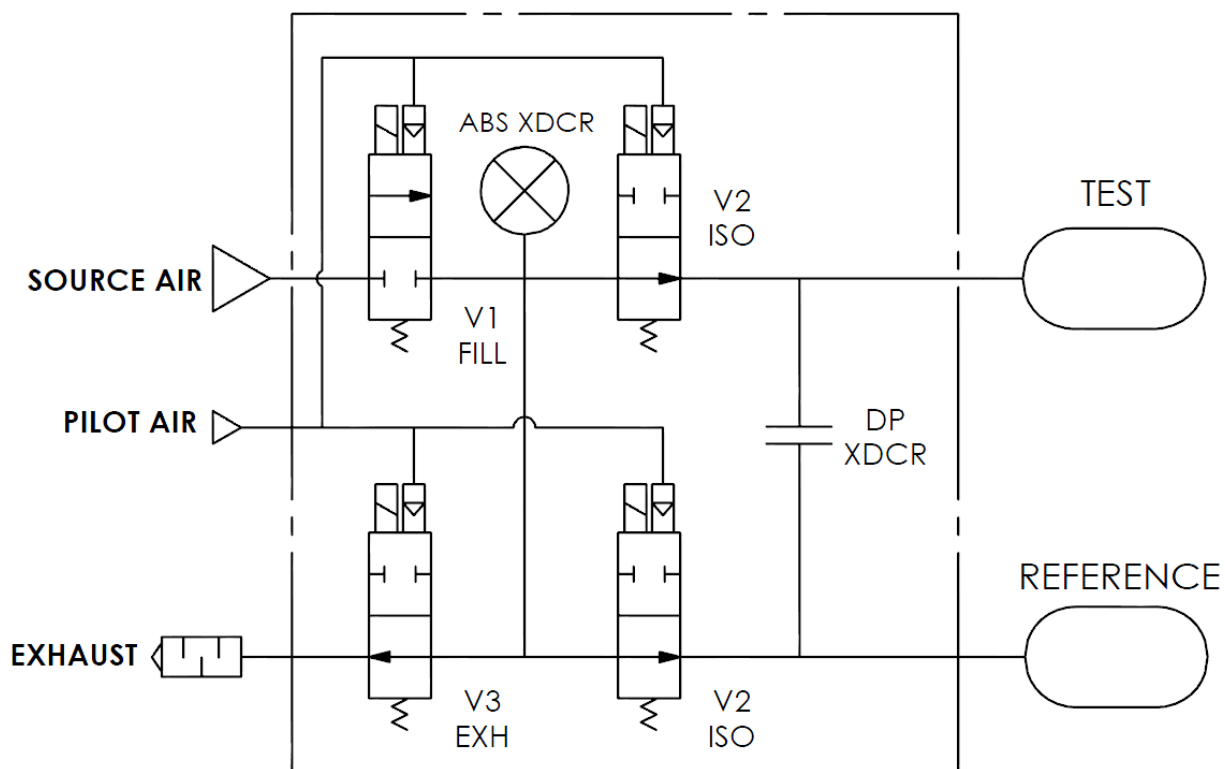 ABS XDCR
V2
ISO
TEST
SOURCE AIR
V1
FILL
PILOT AIR
DP
XDCR
REFERENCE
EXHAUST
V3
EXH
V2
ISO